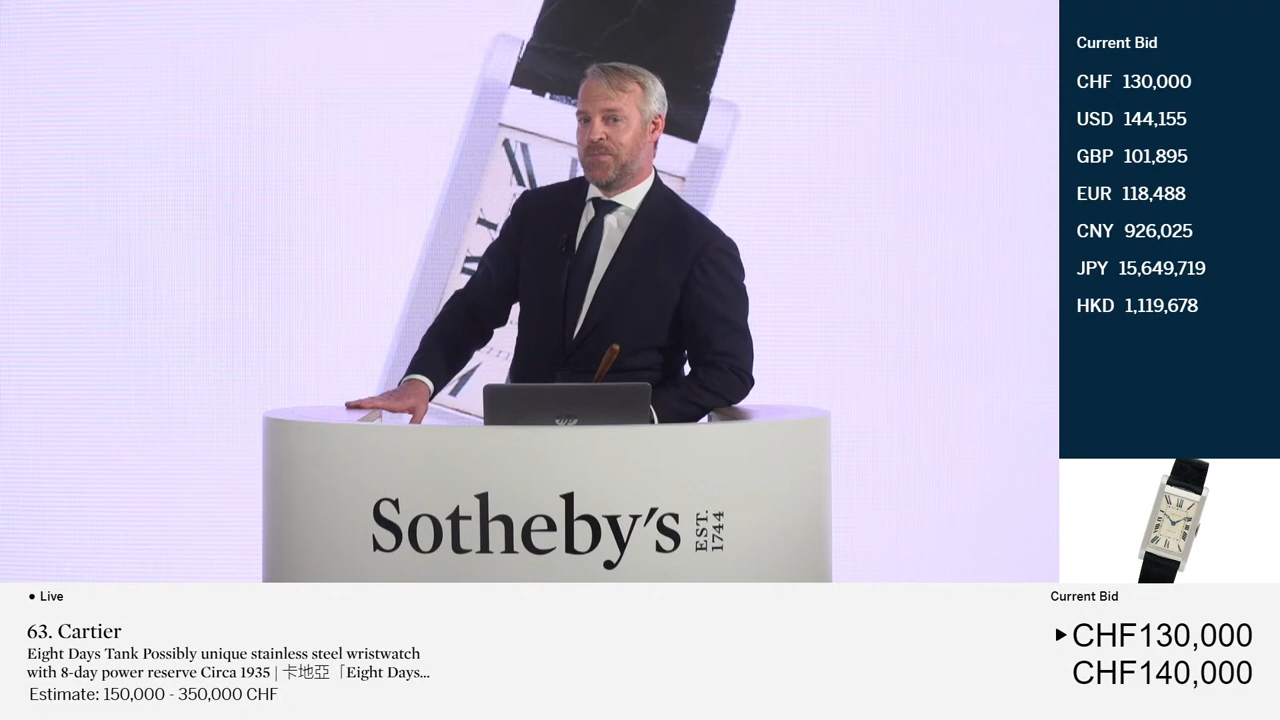 Current Bid
CHF 130,000
USD 144,155
GBP 101,895
EUR 118,488
CNY 926,025
JPY 15,649,719
HKD 1,119,678
Sotheby's
EST. 1744
Live
63. Cartier
Eight Days Tank Possibly unique stainless steel wristwatch
with 8-day power reserve Circa 1935 | 卡地亞「Eight Days...
Estimate: 150,000 - 350,000 CHF
Current Bid
CHF130,000
CHF140,000